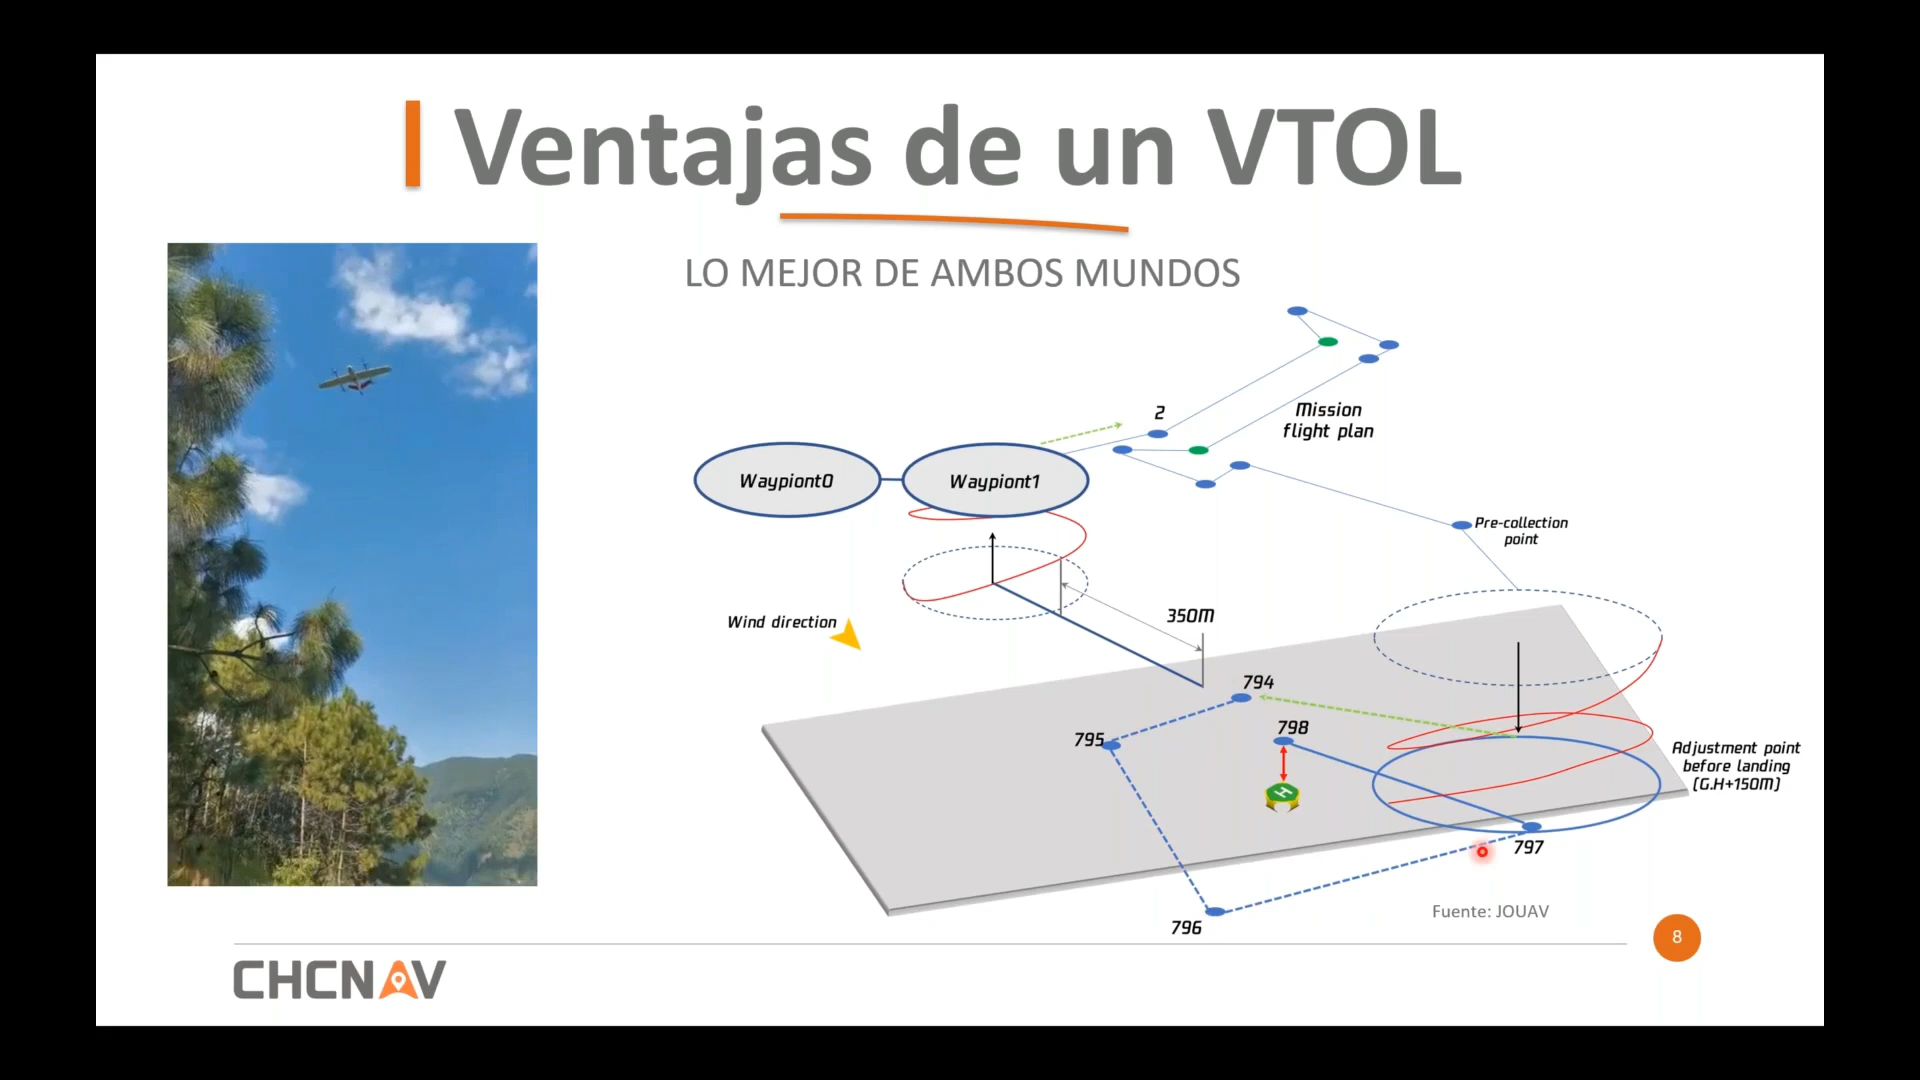 Ventajas de un VTOL
LO MEJOR DE AMBOS MUNDOS
2
Mission
flight plan
Waypiont0
Waypiont1
Pre-collection
point
Wind direction
350M
794
795
798
Adjustment point
before landing
(G.H+150M)
797
796
Fuente: JOUAV
8
CHCNAV
H